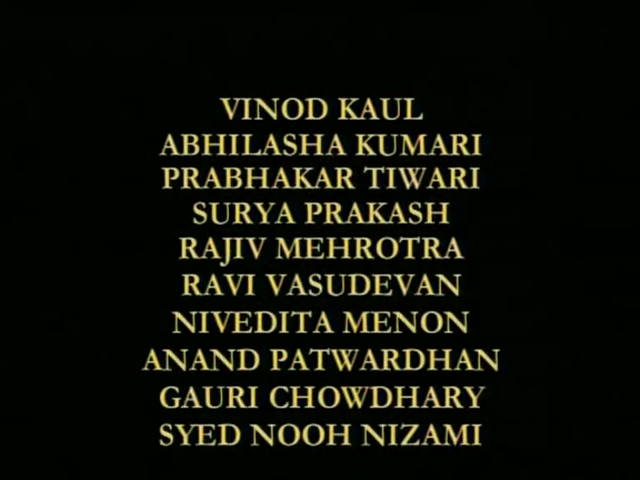 VINOD KAUL
ABHILASHA KUMARI
PRABHAKAR TIWARI
SURYA PRAKASH
RAJIV MEHROTRA
RAVI VASUDEVAN
NIVEDITA MENON
ANAND PATWARDHAN
GAURI CHOWDHARY
SYED NOOH NIZAMI